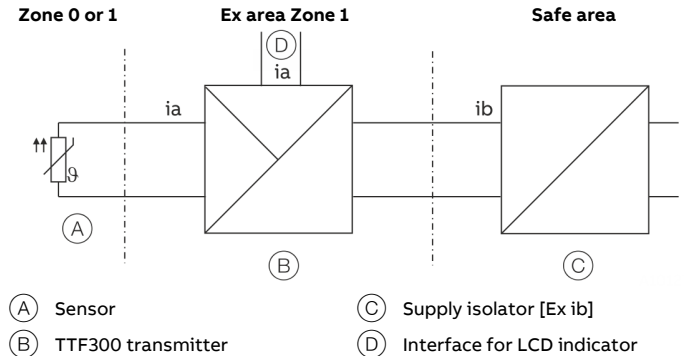 Zone 0 or 1 Ex area Zone 1 Safe area
D
ia
ia ib
ϑ
A
B C
A Sensor
C Supply isolator [Ex ib]
B TTF300 transmitter
D Interface for LCD indicator